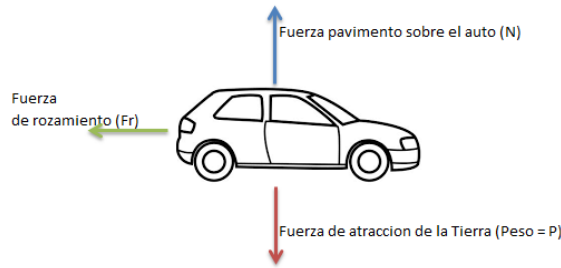 Fuerza pavimento sobre el auto (N)
Fuerza
de rozamiento (Fr)
Fuerza de atraccion de la Tierra (Peso = P)